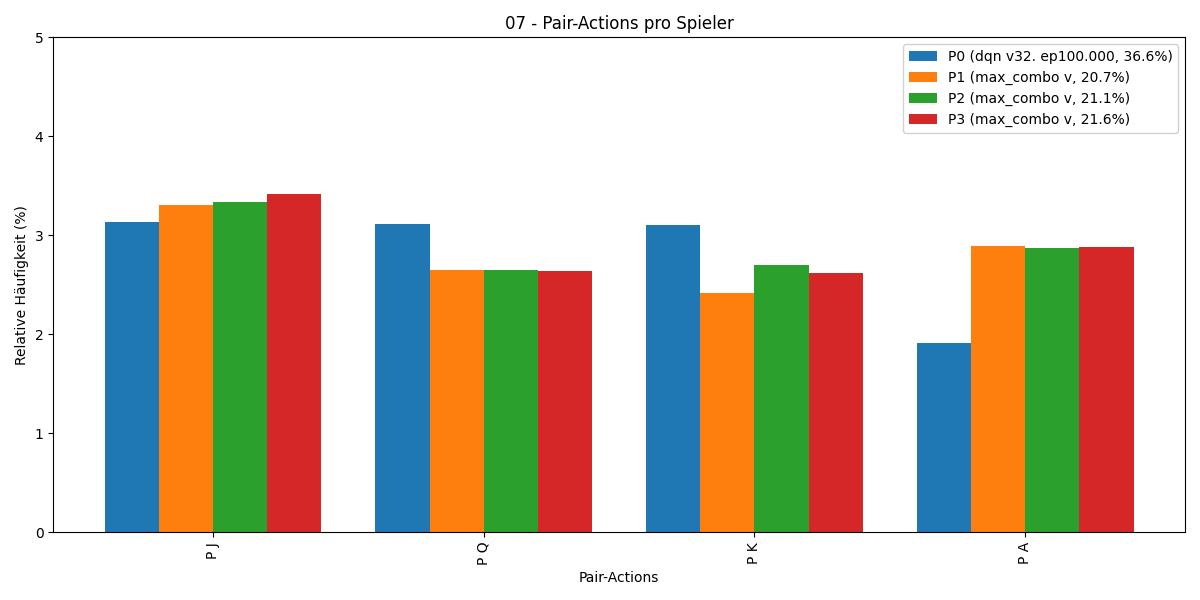 07 - Pair-Actions pro Spieler
P0 (dqn v32. ep100.000, 36.6%)
P1 (max_combo v, 20.7%)
P2 (max_combo v, 21.1%)
P3 (max_combo v, 21.6%)
Relative Häufigkeit (%)
5
4
3
2
1
0
P J
P Q
P K
P A
Pair-Actions